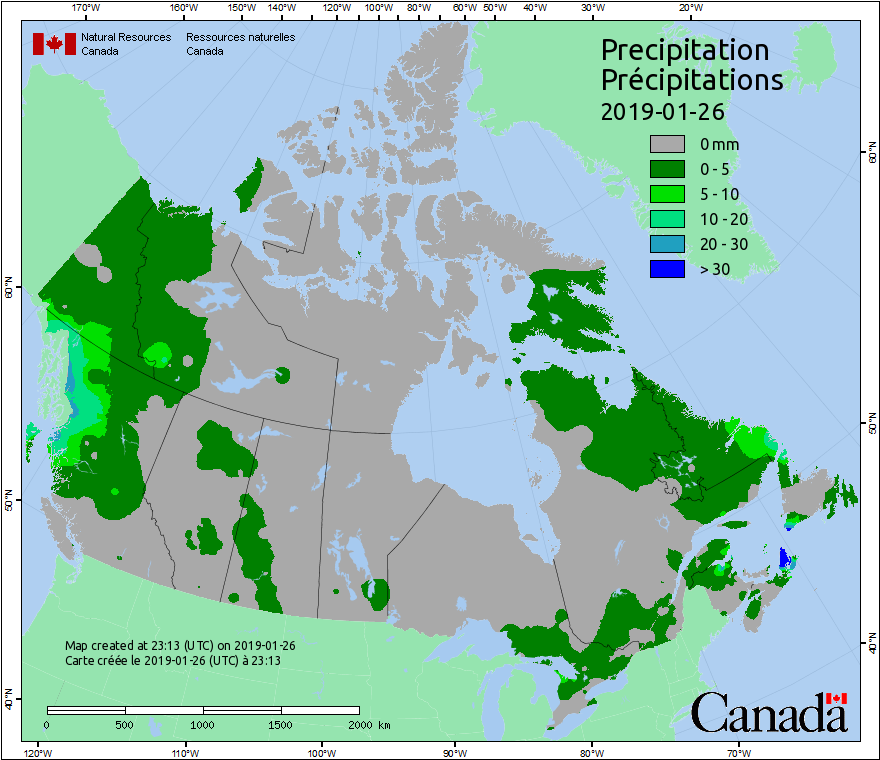 170°W 160°W 150°W 140°W 130°W 120°W 110°W 100°W 90°W 80°W 60°W 50°W 40°W 30°W 20°W
Natural Resources Ressources naturelles
Canada Canada
Precipitation
Précipitations
2019-01-26
0 mm
0 - 5
5 - 10
10 - 20
20 - 30
> 30
60°N
60°N
50°N
50°N
40°N
40°N
Map created at 23:13 (UTC) on 2019-01-26
Carte créée le 2019-01-26 (UTC) à 23:13
0 500 1000 1500 2000 km
Canada
120°W 110°W 100°W 90°W 80°W 70°W